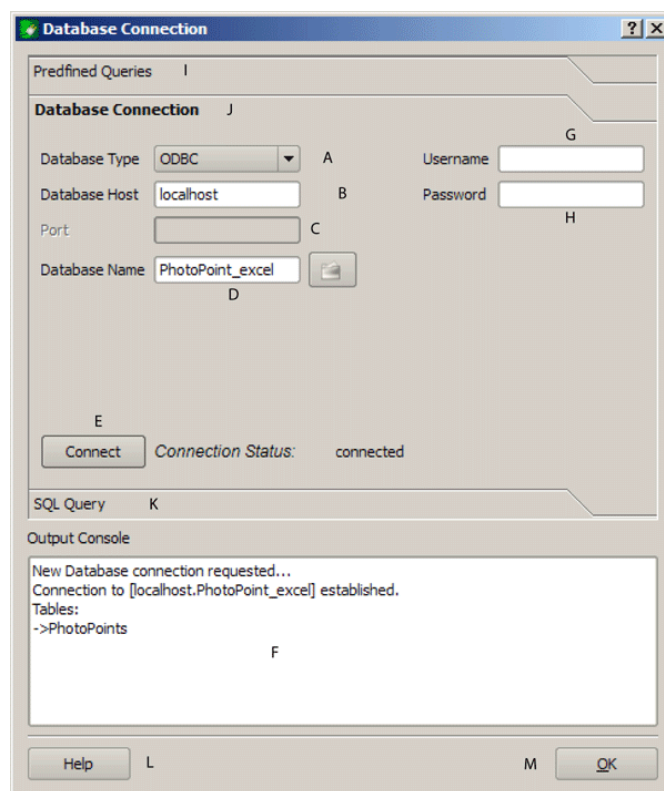 Database Connection
Predfined Queries I
Database Connection J
G
Database Type ODBC A Username
Database Host localhost B Password
H
Port C
Database Name PhotoPoint_excel
D
E
Connect Connection Status: connected
SQL Query K
Output Console
New Database connection requested...
Connection to [localhost.PhotoPoint_excel] established.
Tables:
->PhotoPoints
F
Help L M OK